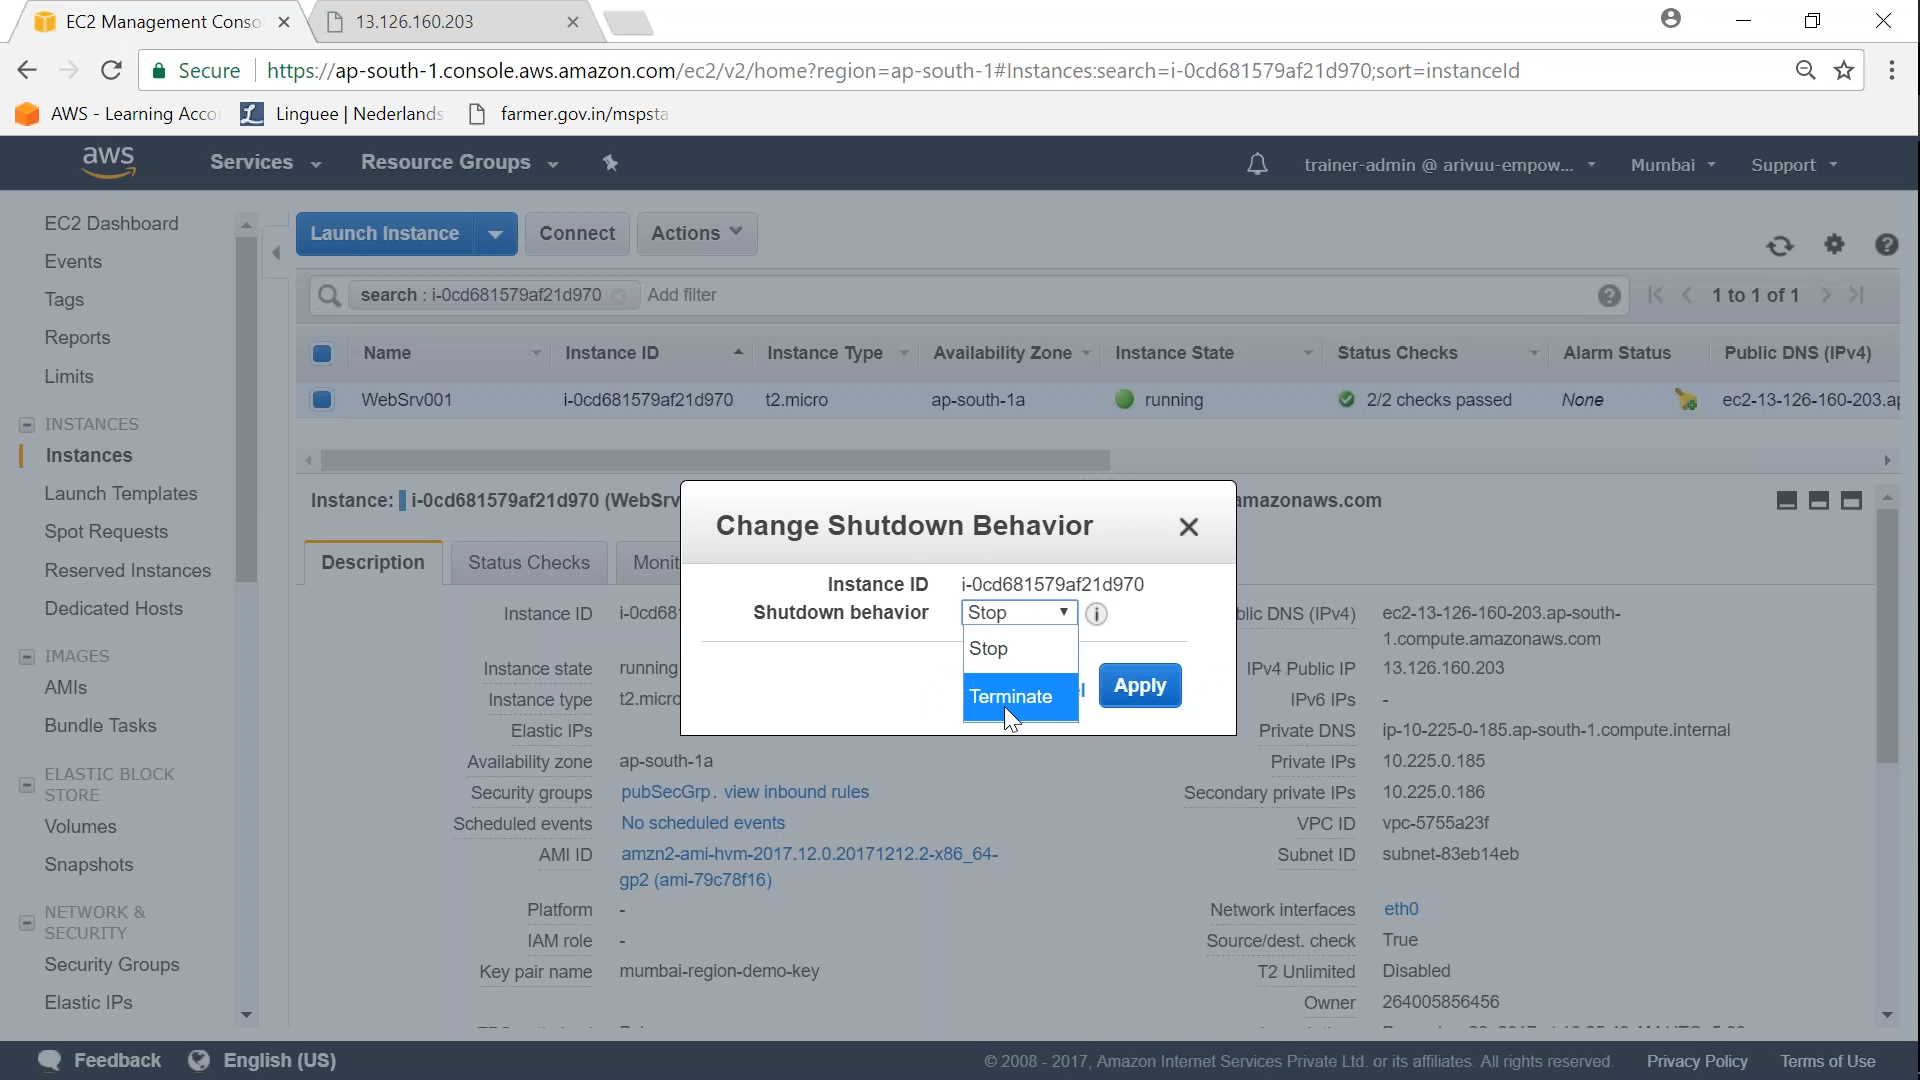 EC2 Management Conso
13.126.160.203
Secure
https://ap-south-1.console.aws.amazon.com/ec2/v2/home?region=ap-south-1#Instances:search=i-0cd681579af21d970;sort=instanceId
AWS - Learning Acco
Linguee | Nederlands
farmer.gov.in/mspsta
aws
Services
Resource Groups
trainer-admin @ arivuu-empow...
Mumbai
Support
EC2 Dashboard
Events
Tags
Reports
Limits
INSTANCES
Instances
Launch Templates
Spot Requests
Reserved Instances
Dedicated Hosts
IMAGES
AMIs
Bundle Tasks
ELASTIC BLOCK
STORE
Volumes
Snapshots
NETWORK &
SECURITY
Security Groups
Elastic IPs
Launch Instance
Connect
Actions
search : i-0cd681579af21d970
Add filter
1 to 1 of 1
Name
Instance ID
Instance Type
Availability Zone
Instance State
Status Checks
Alarm Status
Public DNS (IPv4)
WebSrv001
i-0cd681579af21d970
t2.micro
ap-south-1a
running
2/2 checks passed
None
ec2-13-126-160-203.ap
Instance: i-0cd681579af21d970 (WebSrv
amazonaws.com
Description
Status Checks
Monit
Change Shutdown Behavior
Instance ID i-0cd681579af21d970
Shutdown behavior Stop
Stop
Terminate
Apply
Instance ID i-0cd68
Instance state running
Instance type t2.micro
Elastic IPs
Availability zone ap-south-1a
Security groups pubSecGrp. view inbound rules
Scheduled events No scheduled events
AMI ID amzn2-ami-hvm-2017.12.0.20171212.2-x86_64-
gp2 (ami-79c78f16)
Platform -
IAM role -
Key pair name mumbai-region-demo-key
blic DNS (IPv4) ec2-13-126-160-203.ap-south-
1.compute.amazonaws.com
IPv4 Public IP 13.126.160.203
IPv6 IPs -
Private DNS ip-10-225-0-185.ap-south-1.compute.internal
Private IPs 10.225.0.185
Secondary private IPs 10.225.0.186
VPC ID vpc-5755a23f
Subnet ID subnet-83eb14eb
Network interfaces eth0
Source/dest. check True
T2 Unlimited Disabled
Owner 264005856456
Feedback
English (US)
© 2008 - 2017, Amazon Internet Services Private Ltd. or its affiliates. All rights reserved.
Privacy Policy
Terms of Use